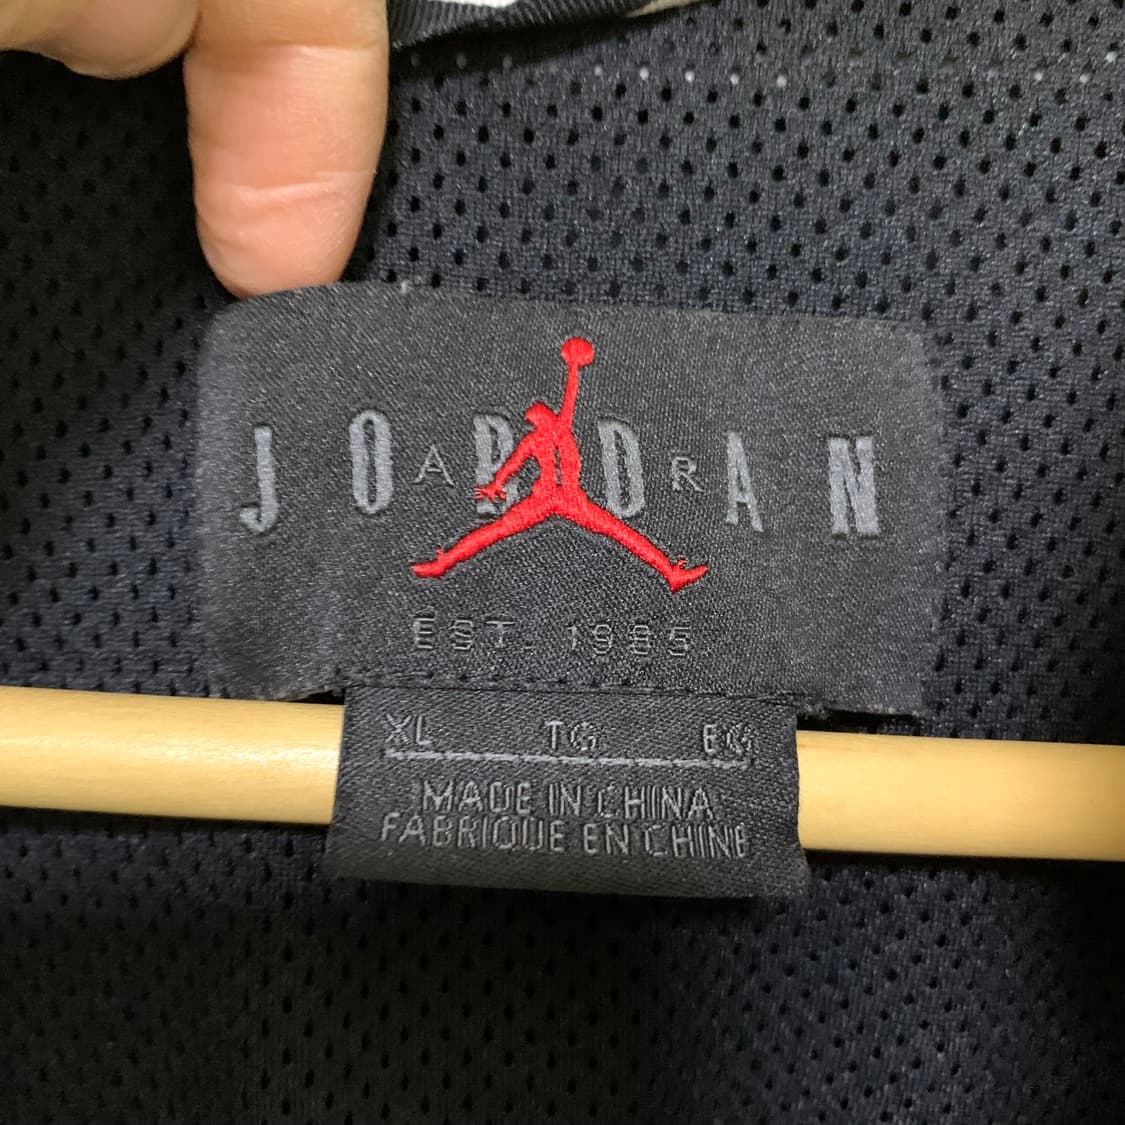 JORDAN
AIR
EST. 1985
XL TG EG
MADE IN CHINA
FABRIQUE EN CHINE